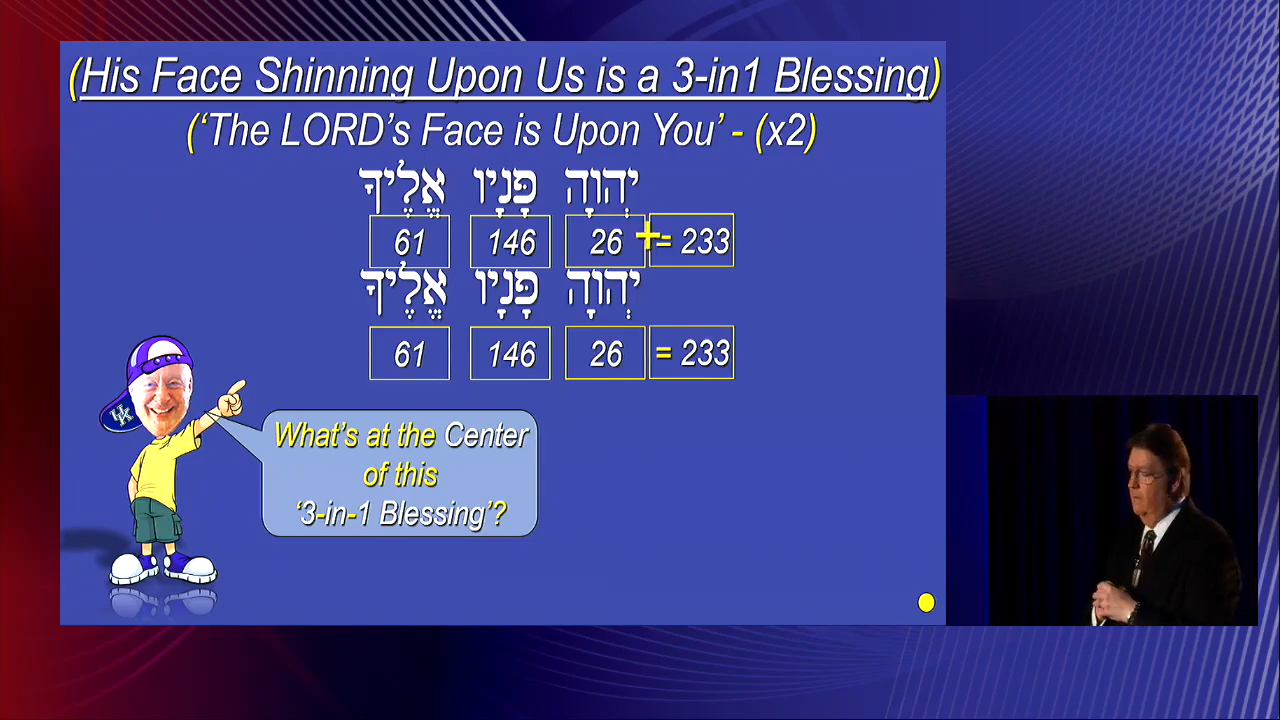 (His Face Shinning Upon Us is a 3-in1 Blessing)
(‘The LORD’s Face is Upon You’ - (x2)
יְהוָה פָּנָיו אֱלֶיךָ
61 146 26 += 233
יְהוָה פָּנָיו אֱלֶיךָ
61 146 26 = 233
What’s at the Center
of this
‘3-in-1 Blessing’?
UK